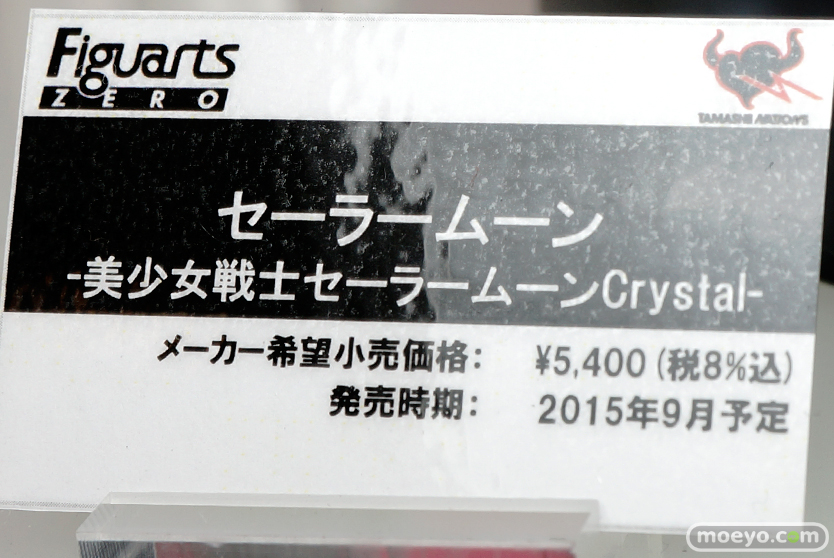 Figuarts
ZERO
TAMASHII NATIONS
セーラームーン
-美少女戦士セーラームーンCrystal-
メーカー希望小売価格： ¥5,400（税8%込）
発売時期： 2015年9月予定
moeyo.com